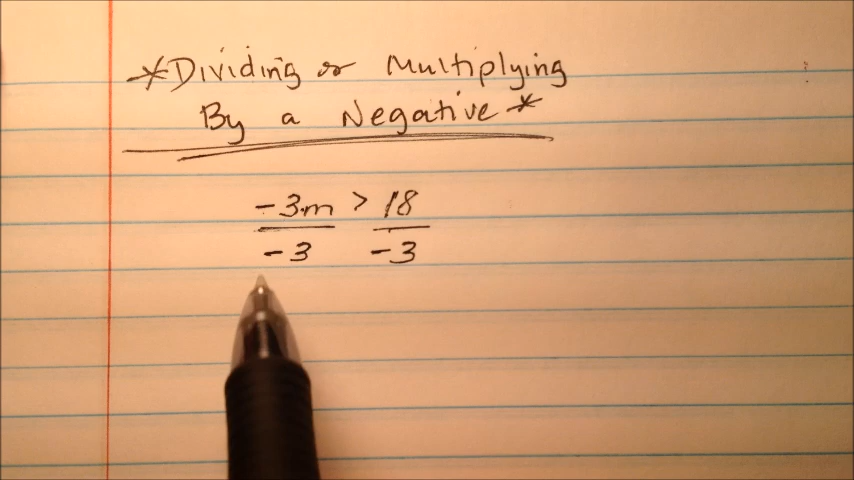 *Dividing or Multiplying
By a Negative*
-3m > 18
-3 -3